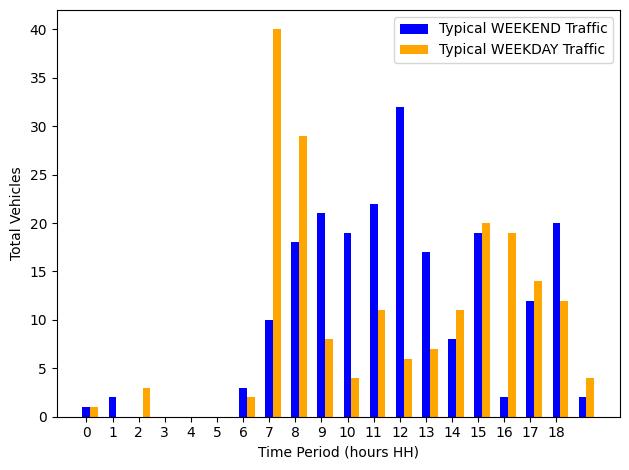 Typical WEEKEND Traffic
Typical WEEKDAY Traffic
Total Vehicles
40
35
30
25
20
15
10
5
0
0 1 2 3 4 5 6 7 8 9 10 11 12 13 14 15 16 17 18
Time Period (hours HH)